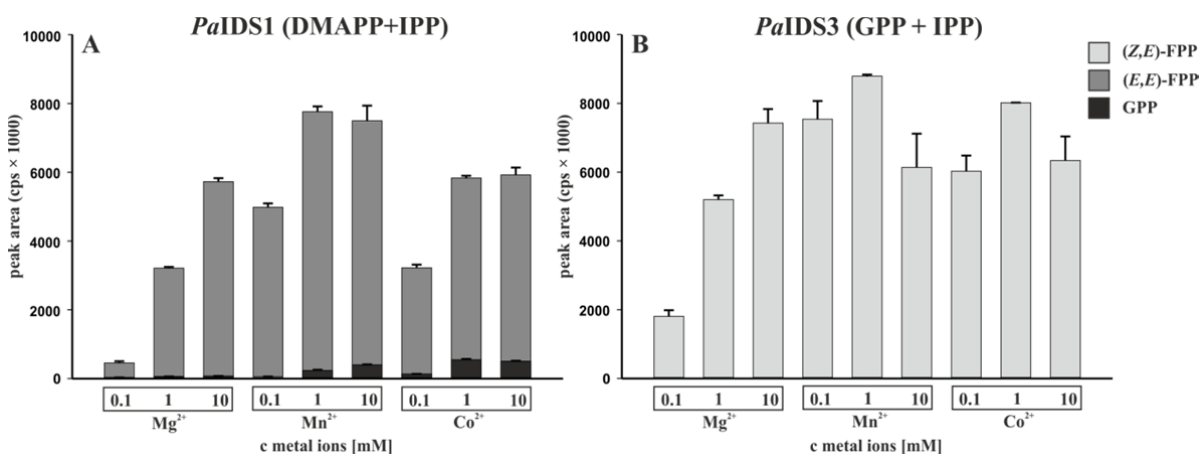 PaIDS1 (DMAPP+IPP)
A
10000
8000
6000
4000
2000
0
peak area (cps × 1000)
0.1 1 10 0.1 1 10 0.1 1 10
Mg²⁺ Mn²⁺ Co²⁺
c metal ions [mM]
PaIDS3 (GPP + IPP)
B
10000
8000
6000
4000
2000
0
peak area (cps × 1000)
0.1 1 10 0.1 1 10 0.1 1 10
Mg²⁺ Mn²⁺ Co²⁺
c metal ions [mM]
(Z,E)-FPP
(E,E)-FPP
GPP